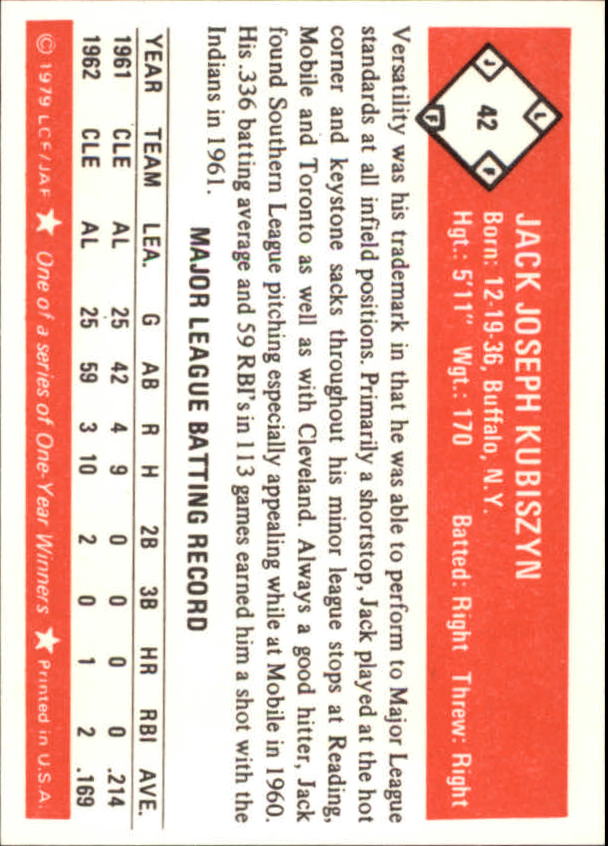 L
J F
42
F
JACK JOSEPH KUBISZYN
Born: 12-19-36, Buffalo, N.Y.
Hgt.: 5'11" Wgt.: 170 Batted: Right Threw: Right
Versatility was his trademark in that he was able to perform to Major League
standards at all infield positions. Primarily a shortstop, Jack played at the hot
corner and keystone sacks throughout his minor league stops at Reading,
Mobile and Toronto as well as with Cleveland. Always a good hitter, Jack
found Southern League pitching especially appealing while at Mobile in 1960.
His .336 batting average and 59 RBI's in 113 games earned him a shot with the
Indians in 1961.
MAJOR LEAGUE BATTING RECORD
YEAR TEAM LEA. G AB R H 2B 3B HR RBI AVE.
1961 CLE AL 25 42 4 9 0 0 0 0 .214
1962 CLE AL 25 59 3 10 2 0 1 2 .169
© 1979 LCF/JAF ★ One of a series of One-Year Winners ★ Printed in U.S.A.